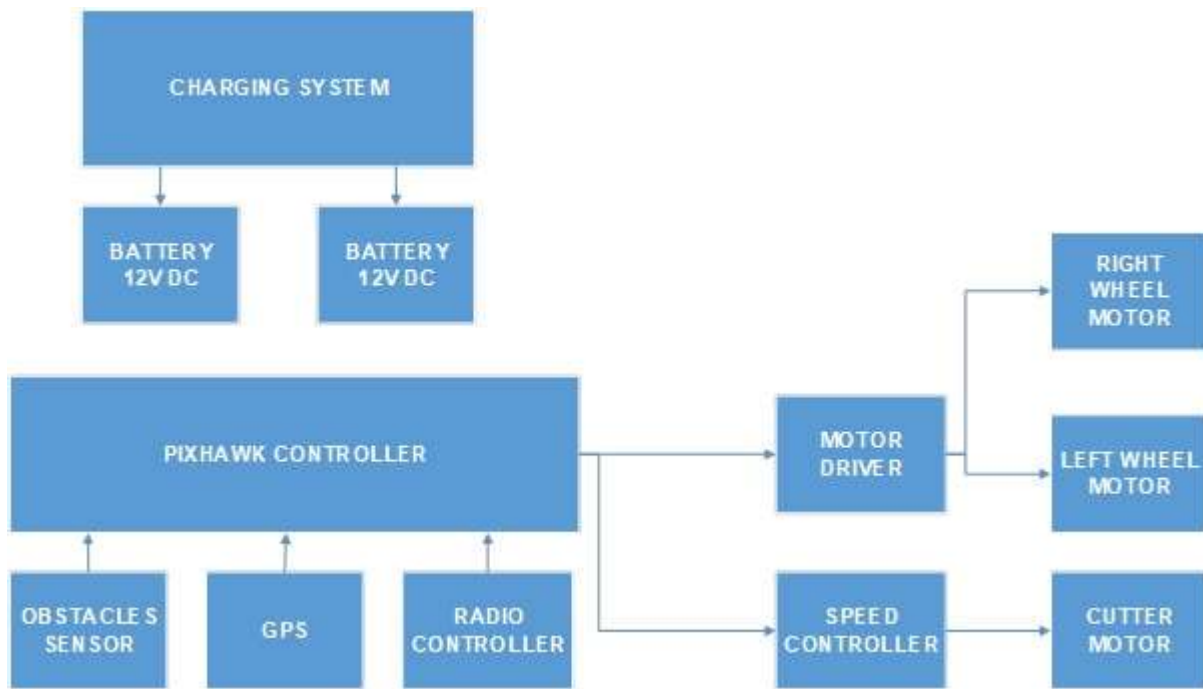 CHARGING SYSTEM
BATTERY
12V DC
BATTERY
12V DC
RIGHT
WHEEL
MOTOR
PIXHAWK CONTROLLER
MOTOR
DRIVER
LEFT WHEEL
MOTOR
OBSTACLES
SENSOR
GPS
RADIO
CONTROLLER
SPEED
CONTROLLER
CUTTER
MOTOR